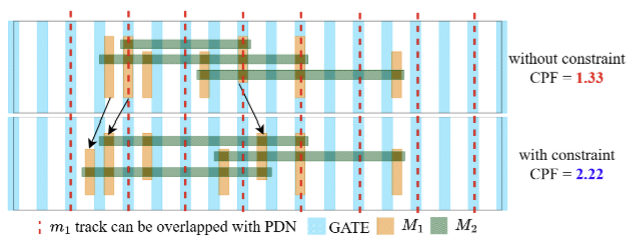 without constraint
CPF = 1.33
with constraint
CPF = 2.22
m₁ track can be overlapped with PDN GATE M₁ M₂